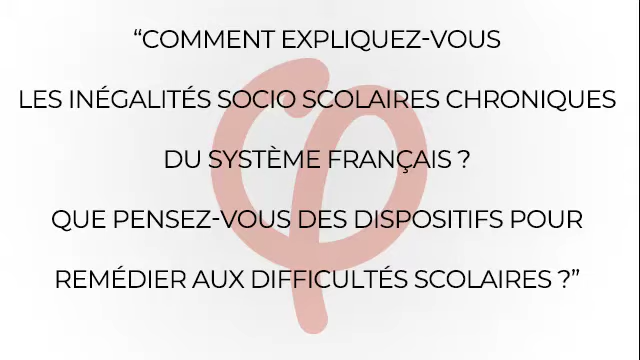 “COMMENT EXPLIQUEZ-VOUS
LES INÉGALITÉS SOCIO SCOLAIRES CHRONIQUES
DU SYSTÈME FRANÇAIS ?
QUE PENSEZ-VOUS DES DISPOSITIFS POUR
REMÉDIER AUX DIFFICULTÉS SCOLAIRES ?”